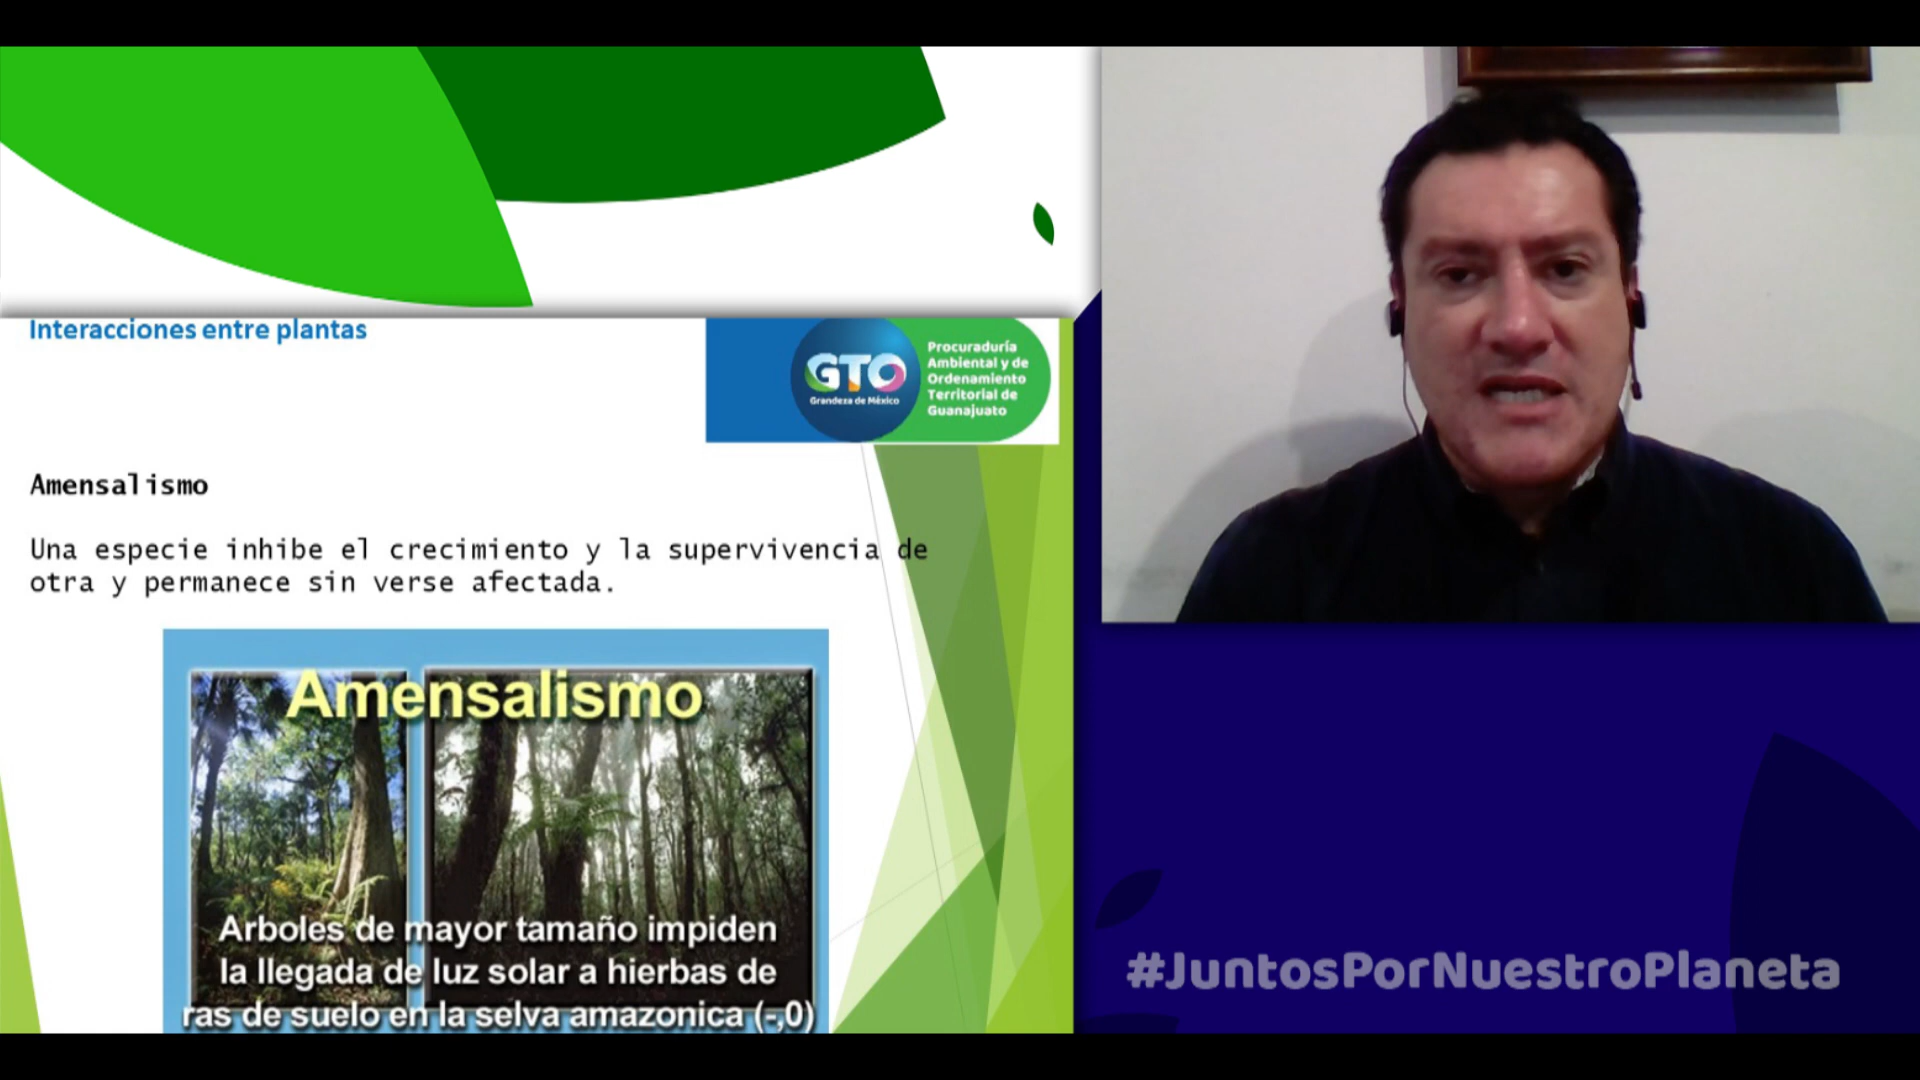 Interacciones entre plantas
GTO
Grandeza de México
Procuraduría
Ambiental y de
Ordenamiento
Territorial de
Guanajuato
Amensalismo
Una especie inhibe el crecimiento y la supervivencia de
otra y permanece sin verse afectada.
Amensalismo
Arboles de mayor tamaño impiden
la llegada de luz solar a hierbas de
ras de suelo en la selva amazonica (-,0)
#JuntosPorNuestroPlaneta